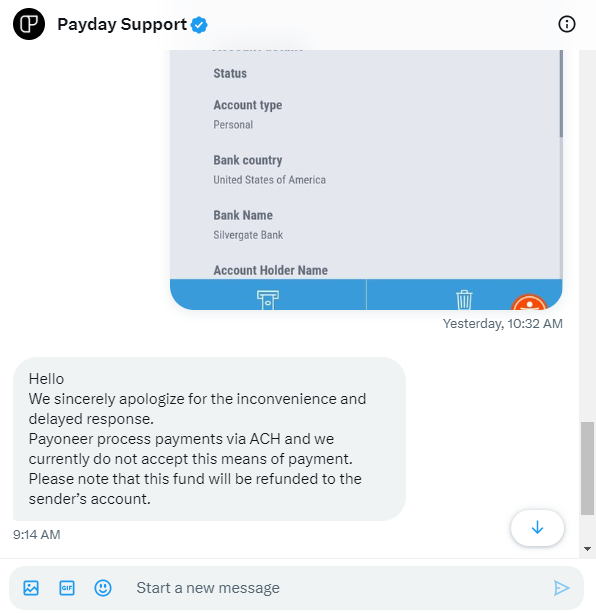 Payday Support
Status
Account type
Personal
Bank country
United States of America
Bank Name
Silvergate Bank
Account Holder Name
Yesterday, 10:32 AM
Hello
We sincerely apologize for the inconvenience and
delayed response.
Payoneer process payments via ACH and we
currently do not accept this means of payment.
Please note that this fund will be refunded to the
sender’s account.
9:14 AM
GIF
Start a new message